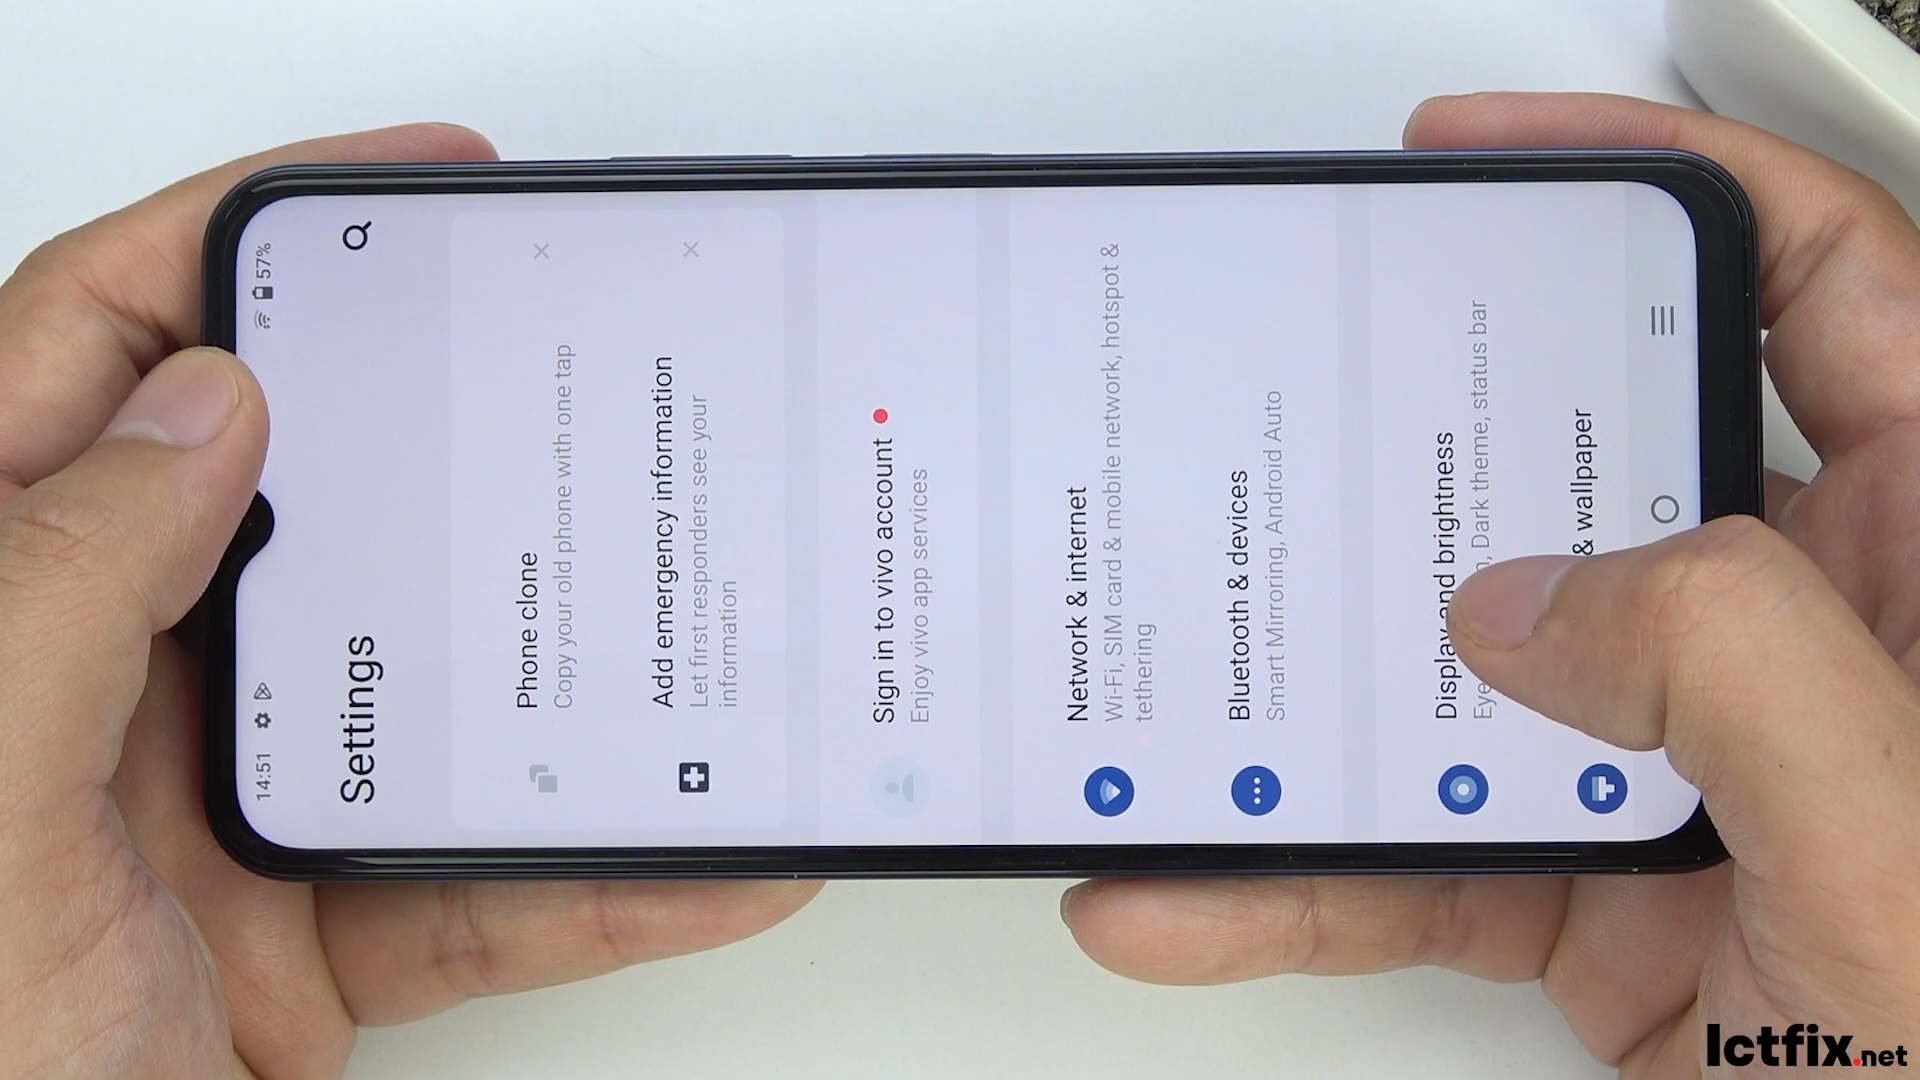 14:51
57%
Settings
Phone clone
Copy your old phone with one tap
Add emergency information
Let first responders see your
information
Sign in to vivo account
Enjoy vivo app services
Network & internet
Wi-Fi, SIM card & mobile network, hotspot &
tethering
Bluetooth & devices
Smart Mirroring, Android Auto
Display and brightness
Eye Dark theme, status bar
& wallpaper
Ictfix.net